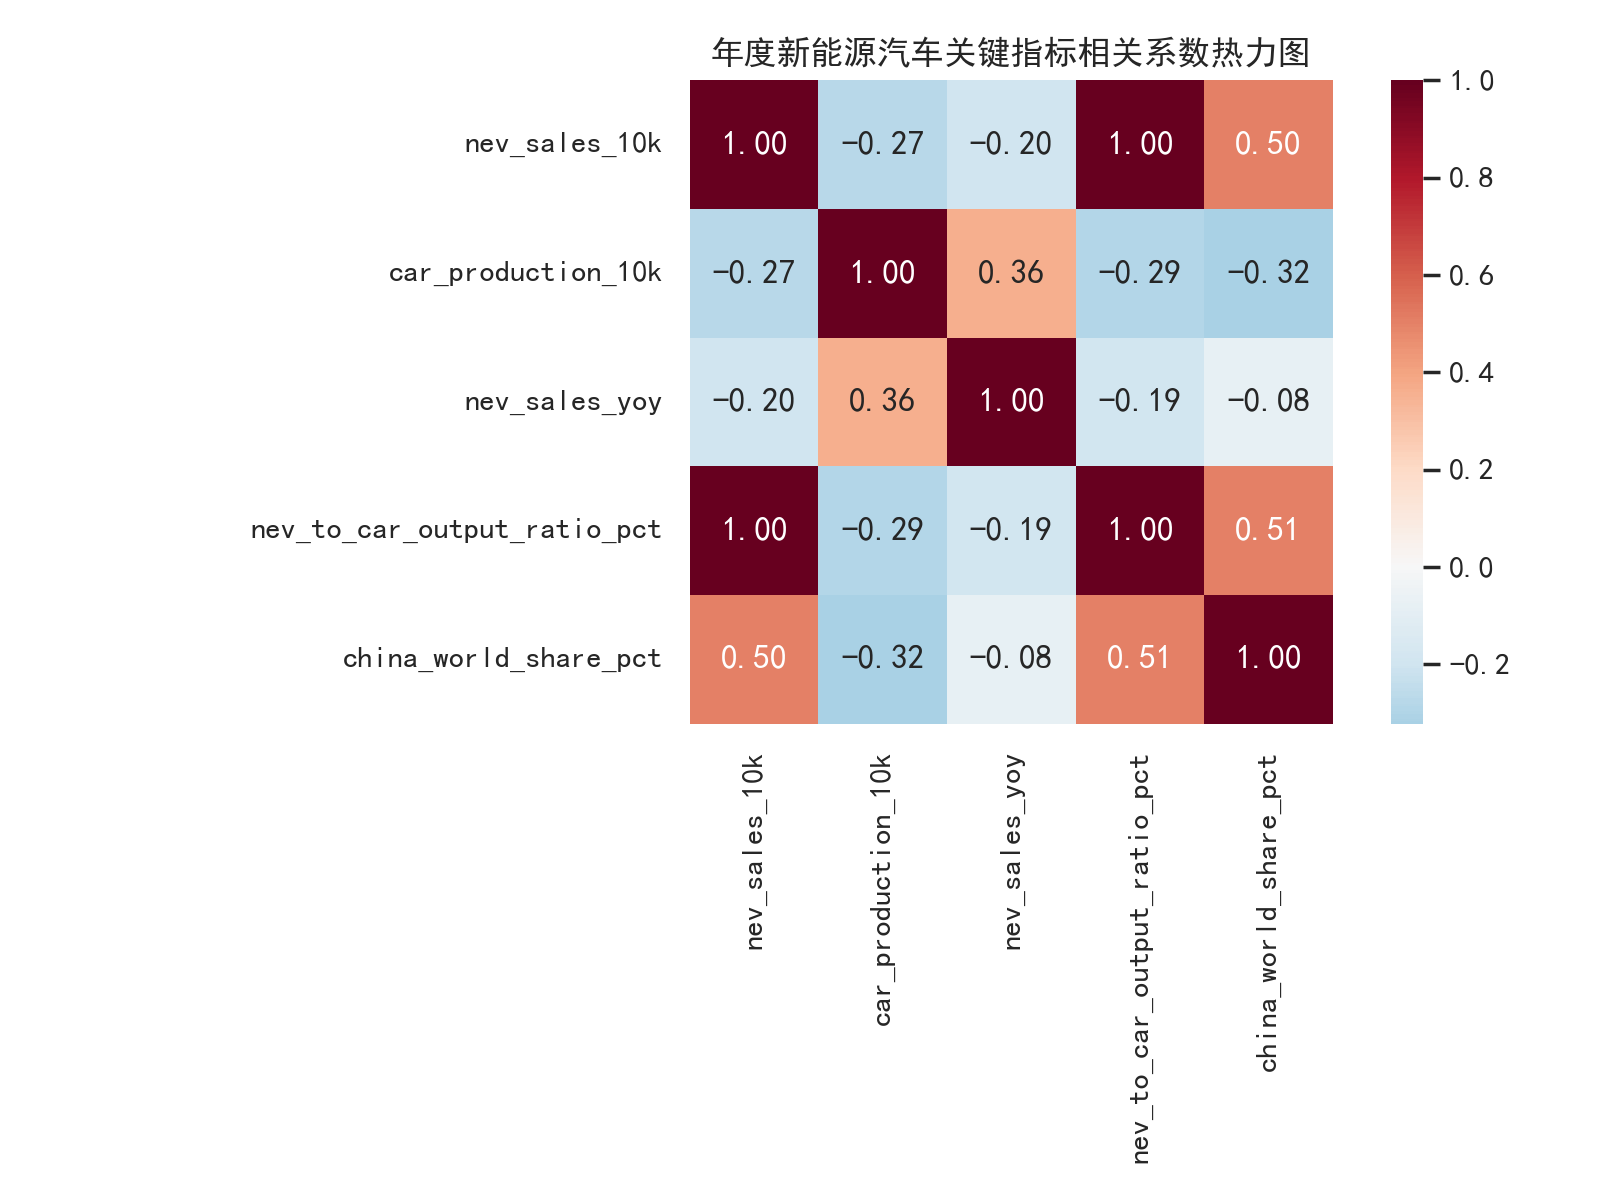 年度新能源汽车关键指标相关系数热力图
nev_sales_10k 1.00 -0.27 -0.20 1.00 0.50
car_production_10k -0.27 1.00 0.36 -0.29 -0.32
nev_sales_yoy -0.20 0.36 1.00 -0.19 -0.08
nev_to_car_output_ratio_pct 1.00 -0.29 -0.19 1.00 0.51
china_world_share_pct 0.50 -0.32 -0.08 0.51 1.00
nev_sales_10k
car_production_10k
nev_sales_yoy
nev_to_car_output_ratio_pct
china_world_share_pct
1.0
0.8
0.6
0.4
0.2
0.0
-0.2